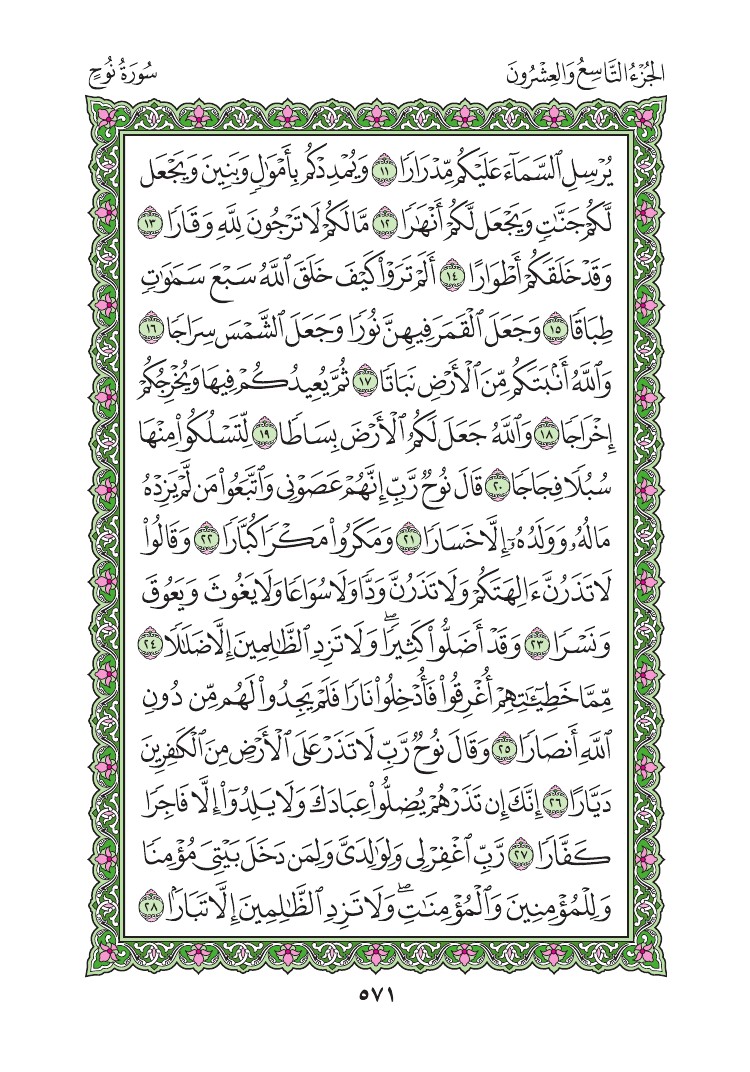 الجُزْءُ التَّاسِعُ وَالعِشْرُونَ
سُورَةُ نُوحٍ
يُرْسِلِ ٱلسَّمَآءَ عَلَيْكُم مِّدْرَارًا ١١ وَيُمْدِدْكُم بِأَمْوَٰلٍ وَبَنِينَ وَيَجْعَل
لَّكُمْ جَنَّٰتٍ وَيَجْعَل لَّكُمْ أَنْهَٰرًا ١٢ مَّا لَكُمْ لَا تَرْجُونَ لِلَّهِ وَقَارًا ١٣
وَقَدْ خَلَقَكُمْ أَطْوَارًا ١٤ أَلَمْ تَرَوْا۟ كَيْفَ خَلَقَ ٱللَّهُ سَبْعَ سَمَٰوَٰتٍ
طِبَاقًا ١٥ وَجَعَلَ ٱلْقَمَرَ فِيهِنَّ نُورًا وَجَعَلَ ٱلشَّمْسَ سِرَاجًا ١٦
وَٱللَّهُ أَنۢبَتَكُم مِّنَ ٱلْأَرْضِ نَبَاتًا ١٧ ثُمَّ يُعِيدُكُمْ فِيهَا وَيُخْرِجُكُمْ
إِخْرَاجًا ١٨ وَٱللَّهُ جَعَلَ لَكُمُ ٱلْأَرْضَ بِسَاطًا ١٩ لِّتَسْلُكُوا۟ مِنْهَا
سُبُلًا فِجَاجًا ٢٠ قَالَ نُوحٌ رَّبِّ إِنَّهُمْ عَصَوْنِى وَٱتَّبَعُوا۟ مَن لَّمْ يَزِدْهُ
مَالُهُۥ وَوَلَدُهُۥٓ إِلَّا خَسَارًا ٢١ وَمَكَرُوا۟ مَكْرًا كُبَّارًا ٢٢ وَقَالُوا۟
لَا تَذَرُنَّ ءَالِهَتَكُمْ وَلَا تَذَرُنَّ وَدًّا وَلَا سُوَاعًا وَلَا يَغُوثَ وَيَعُوقَ
وَنَسْرًا ٢٣ وَقَدْ أَضَلُّوا۟ كَثِيرًا ۖ وَلَا تَزِدِ ٱلظَّٰلِمِينَ إِلَّا ضَلَٰلًا ٢٤
مِّمَّا خَطِيٓـَٰٔتِهِمْ أُغْرِقُوا۟ فَأُدْخِلُوا۟ نَارًا فَلَمْ يَجِدُوا۟ لَهُم مِّن دُونِ
ٱللَّهِ أَنصَارًا ٢٥ وَقَالَ نُوحٌ رَّبِّ لَا تَذَرْ عَلَى ٱلْأَرْضِ مِنَ ٱلْكَٰفِرِينَ
دَيَّارًا ٢٦ إِنَّكَ إِن تَذَرْهُمْ يُضِلُّوا۟ عِبَادَكَ وَلَا يَلِدُوٓا۟ إِلَّا فَاجِرًا
كَفَّارًا ٢٧ رَّبِّ ٱغْفِرْ لِى وَلِوَٰلِدَىَّ وَلِمَن دَخَلَ بَيْتِىَ مُؤْمِنًا
وَلِلْمُؤْمِنِينَ وَٱلْمُؤْمِنَٰتِ ۖ وَلَا تَزِدِ ٱلظَّٰلِمِينَ إِلَّا تَبَارًۢا ٢٨
٥٧١